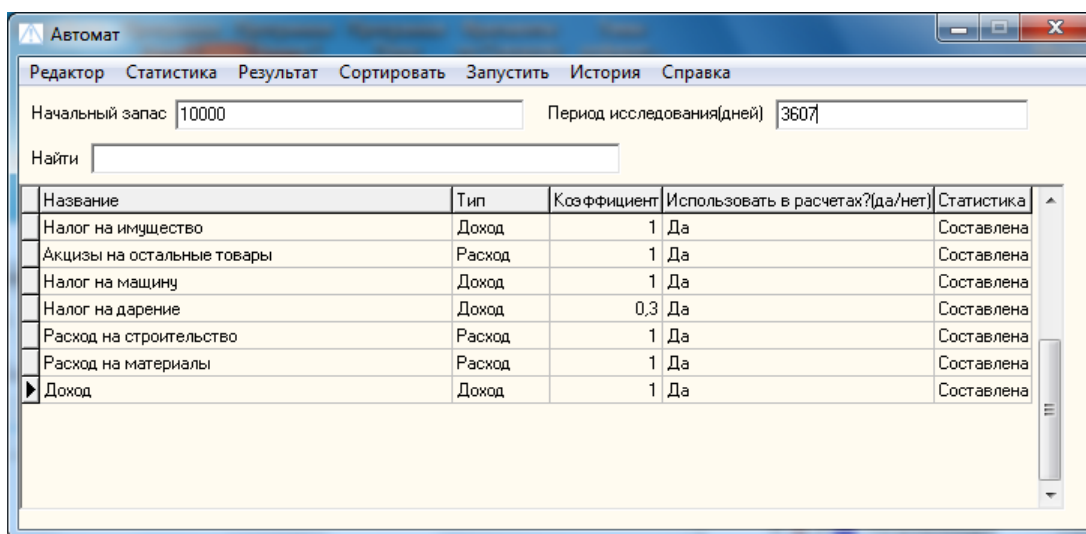 Автомат
Редактор Статистика Результат Сортировать Запустить История Справка
Начальный запас 10000 Период исследования(дней) 3607
Найти
Название Тип Коэффициент Использовать в расчетах?(да/нет) Статистика
Налог на имущество Доход 1 Да Составлена
Акцизы на остальные товары Расход 1 Да Составлена
Налог на мащину Доход 1 Да Составлена
Налог на дарение Доход 0,3 Да Составлена
Расход на строительство Расход 1 Да Составлена
Расход на материалы Расход 1 Да Составлена
Доход Доход 1 Да Составлена